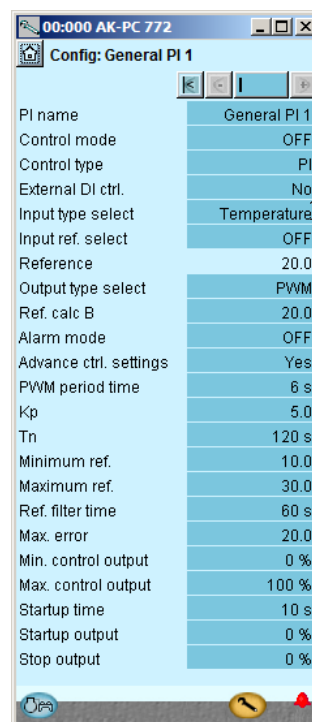 00:000 AK-PC 772
Config: General PI 1
PI name General PI 1
Control mode OFF
Control type PI
External DI ctrl. No
Input type select Temperature
Input ref. select OFF
Reference 20.0
Output type select PWM
Ref. calc B 20.0
Alarm mode OFF
Advance ctrl. settings Yes
PWM period time 6 s
Kp 5.0
Tn 120 s
Minimum ref. 10.0
Maximum ref. 30.0
Ref. filter time 60 s
Max. error 20.0
Min. control output 0 %
Max. control output 100 %
Startup time 10 s
Startup output 0 %
Stop output 0 %